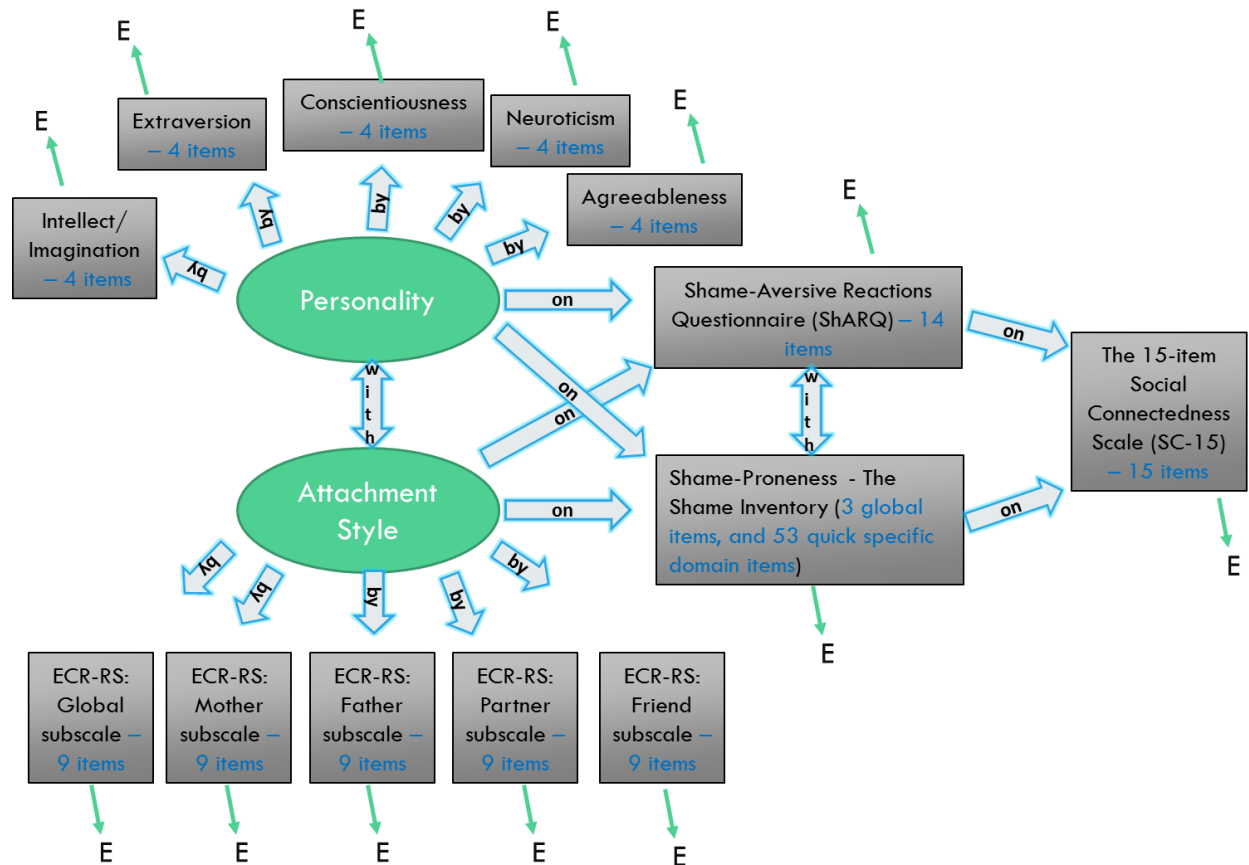 E
E
E
E
E
Extraversion
– 4 items
Conscientiousness
– 4 items
Neuroticism
– 4 items
Intellect/
Imagination
– 4 items
Agreeableness
– 4 items
by
by
by
by
by
E
Personality
on
Shame-Aversive Reactions
Questionnaire (ShARQ) – 14
items
on
The 15-item
Social
Connectedness
Scale (SC-15)
– 15 items
with
on
on
with
Attachment
Style
on
Shame-Proneness - The
Shame Inventory (3 global
items, and 53 quick specific
domain items)
on
E
by
by
by
by
by
E
ECR-RS:
Global
subscale –
9 items
ECR-RS:
Mother
subscale –
9 items
ECR-RS:
Father
subscale –
9 items
ECR-RS:
Partner
subscale –
9 items
ECR-RS:
Friend
subscale –
9 items
E
E
E
E
E